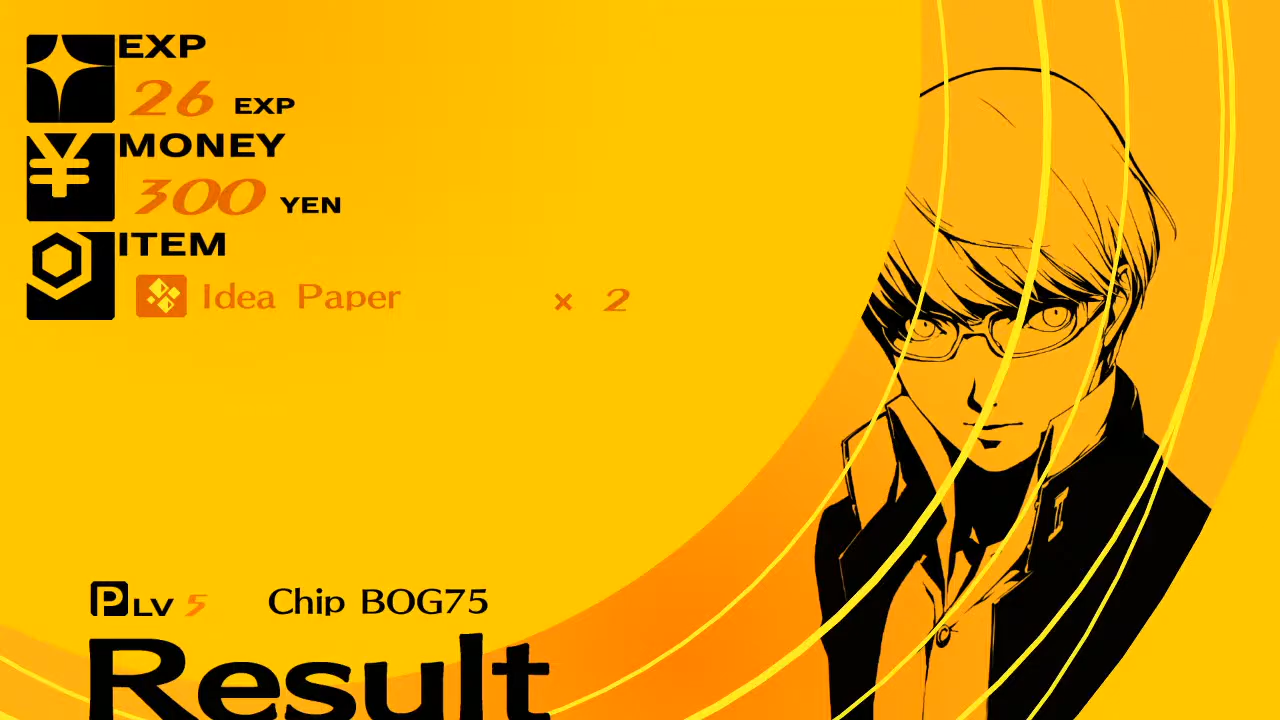 EXP
26 EXP
MONEY
¥
300 YEN
ITEM
Idea Paper × 2
P LV 5 Chip BOG75
Result